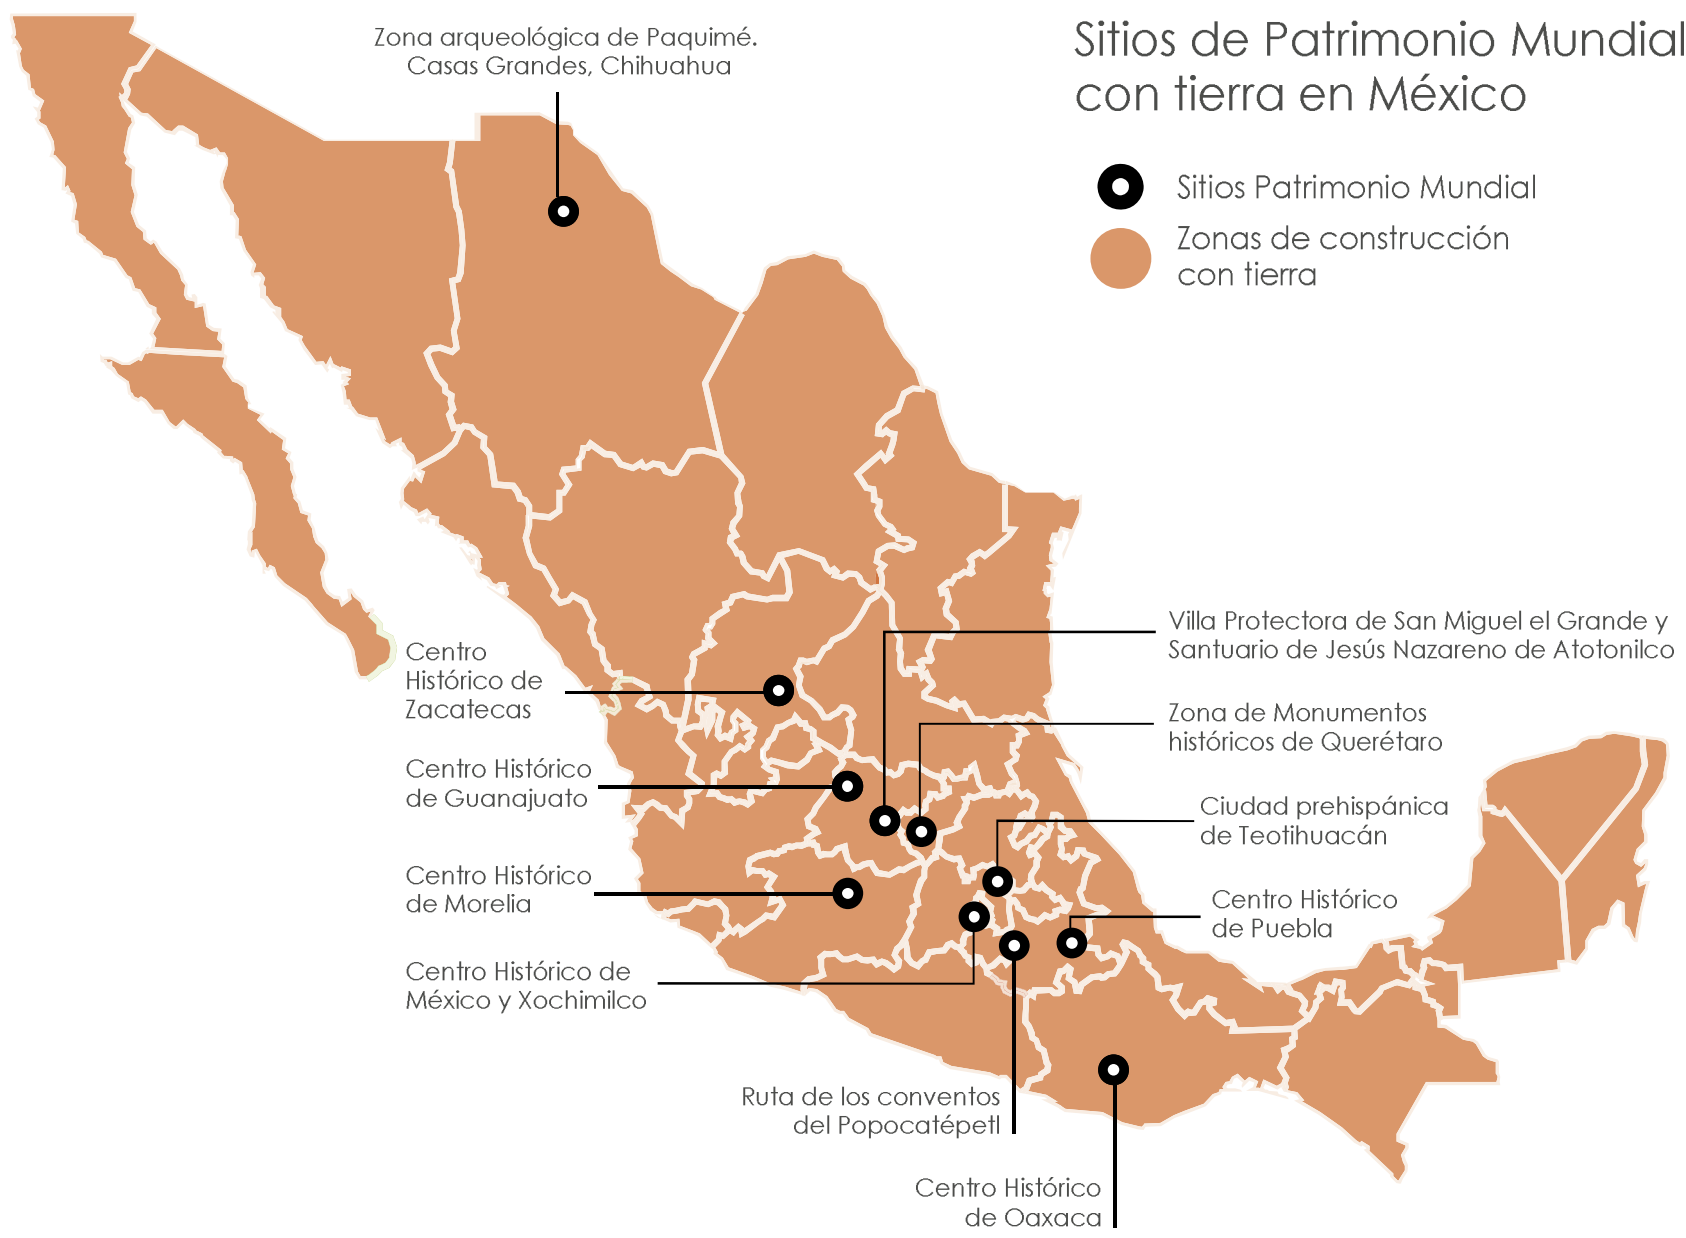 Zona arqueológica de Paquimé.
Casas Grandes, Chihuahua
Sitios de Patrimonio Mundial
con tierra en México
Sitios Patrimonio Mundial
Zonas de construcción
con tierra
Villa Protectora de San Miguel el Grande y
Santuario de Jesús Nazareno de Atotonilco
Centro
Histórico de
Zacatecas
Zona de Monumentos
históricos de Querétaro
Centro Histórico
de Guanajuato
Ciudad prehispánica
de Teotihuacán
Centro Histórico
de Morelia
Centro Histórico
de Puebla
Centro Histórico de
México y Xochimilco
Ruta de los conventos
del Popocatépetl
Centro Histórico
de Oaxaca